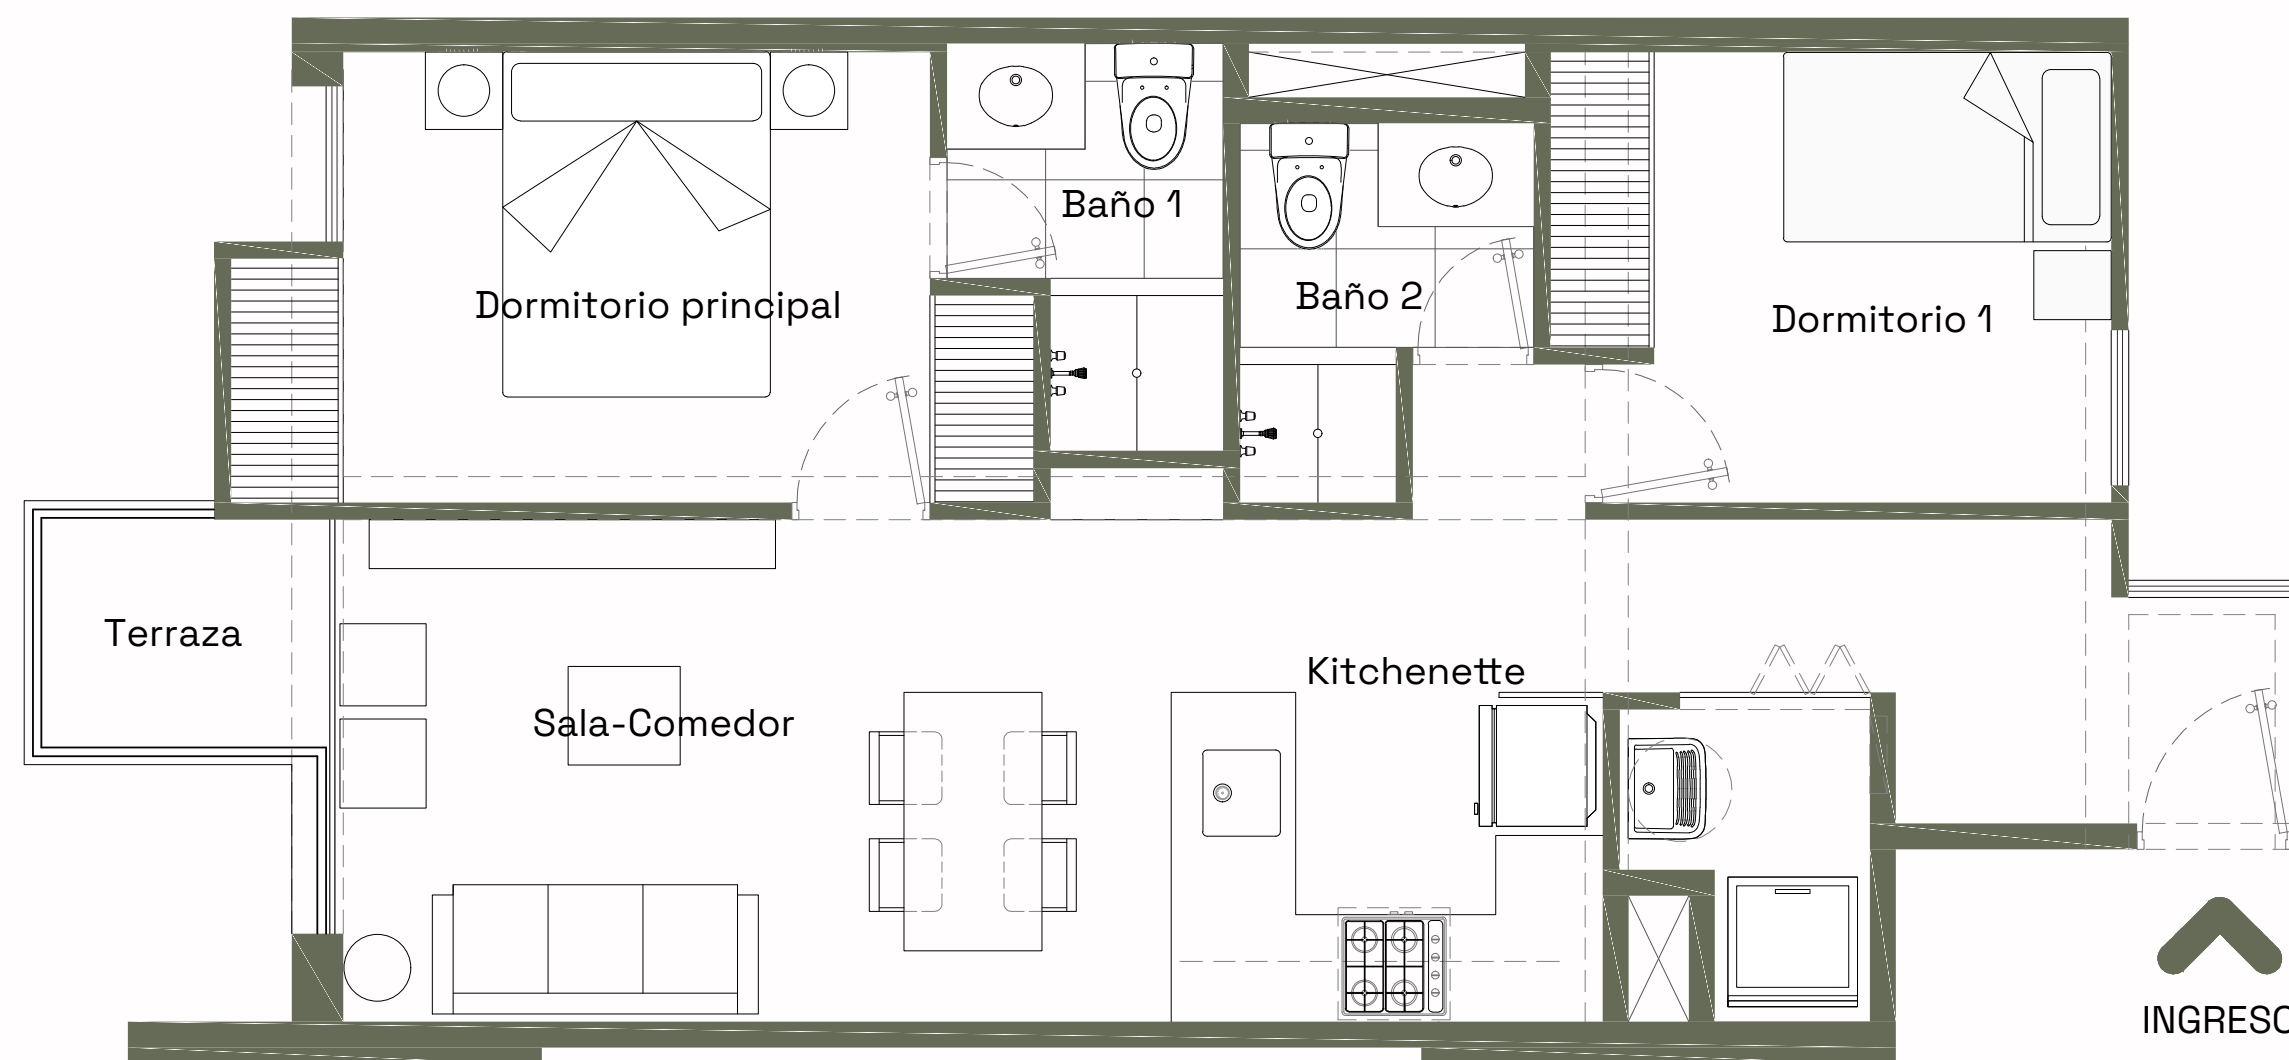 Baño 1
Baño 2
Dormitorio principal
Dormitorio 1
Terraza
Kitchenette
Sala-Comedor
INGRESO